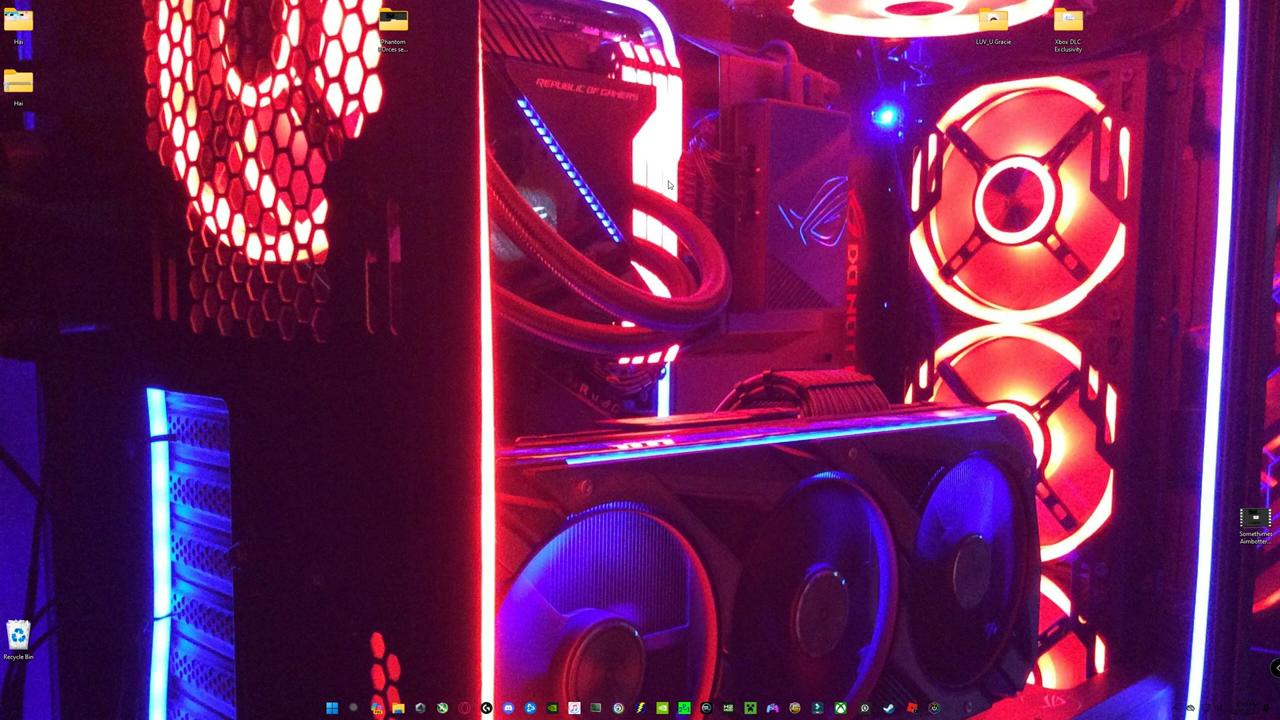 Hai
Phantom
FOrces se...
LUV_U Gracie
Xbox DLC
Exclusivity
Hai
REPUBLIC OF GAMERS
Somethimes
Aimbotter...
Recycle Bin